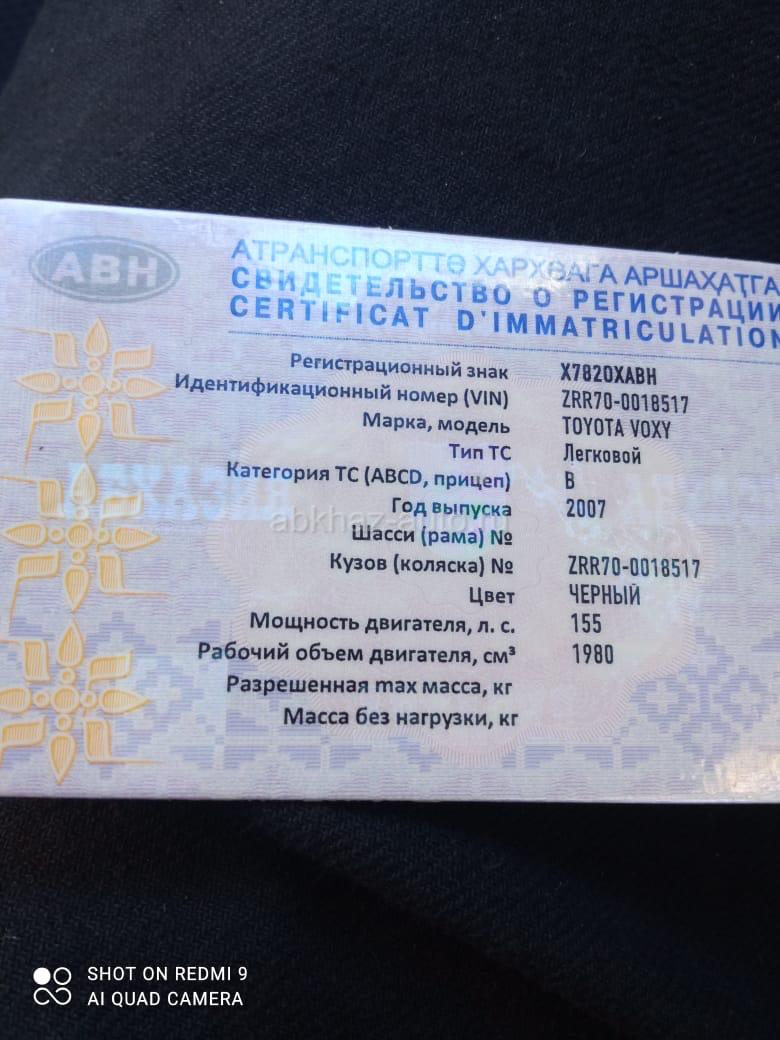 АВН
АТРАНСПОРТТӘ ХАРХӘАГА АРШАХАҬГА
СВИДЕТЕЛЬСТВО О РЕГИСТРАЦИИ
CERTIFICAT D'IMMATRICULATION
Регистрационный знак X7820XABH
Идентификационный номер (VIN) ZRR70-0018517
Марка, модель TOYOTA VOXY
Тип ТС Легковой
Категория ТС (ABCD, прицеп) B
Год выпуска 2007
abkhaz-auto.ru
Шасси (рама) №
Кузов (коляска) № ZRR70-0018517
Цвет ЧЕРНЫЙ
Мощность двигателя, л. с. 155
Рабочий объем двигателя, см³ 1980
Разрешенная max масса, кг
Масса без нагрузки, кг
SHOT ON REDMI 9
AI QUAD CAMERA